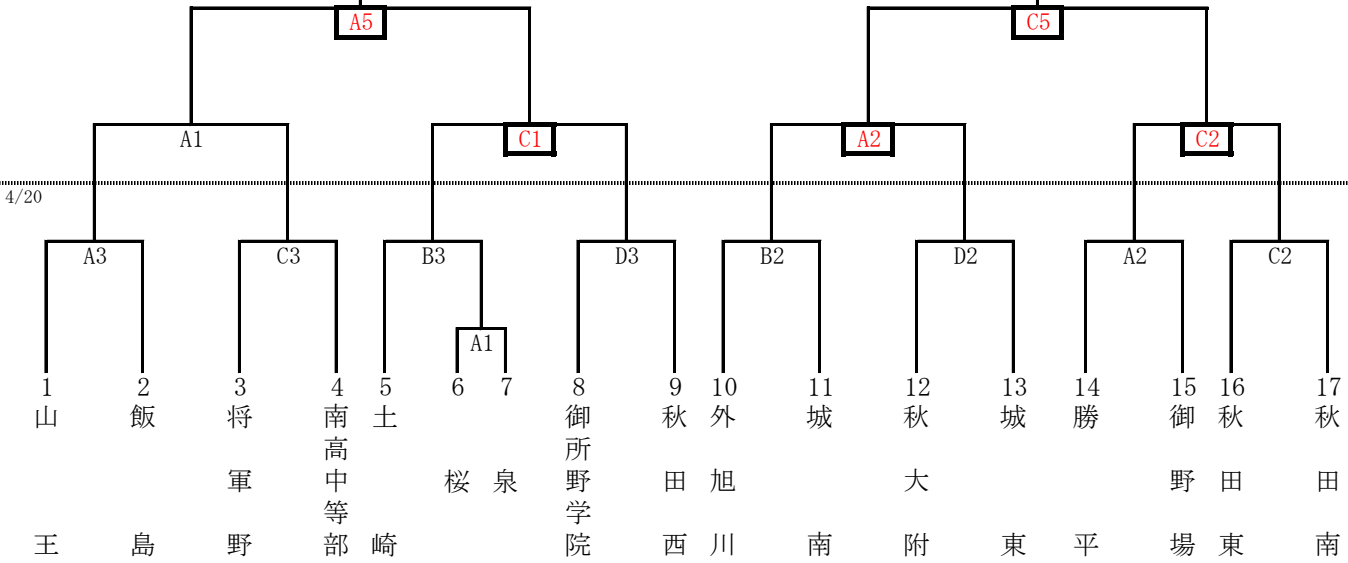 A5
C5
A1
C1
A2
C2
4/20
A3
C3
B3
D3
B2
D2
A2
C2
A1
1
2
3
4
5
6
7
8
9
10
11
12
13
14
15
16
17
山王
飯島
将軍野
南高中等部
土崎
桜
泉
御所野学院
秋田西
外旭川
城南
秋大附
城東
勝平
御野場
秋田東
秋田南